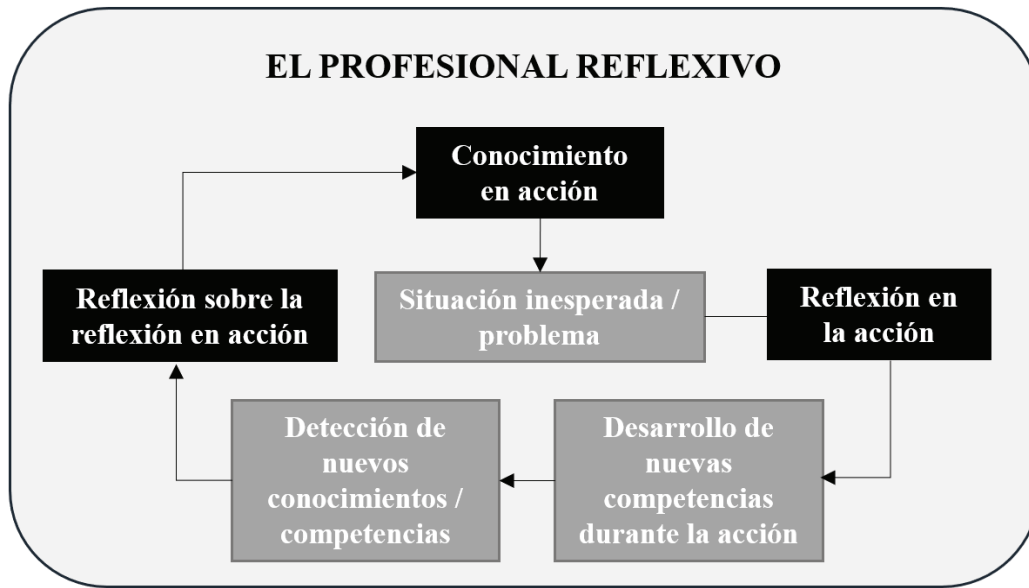 EL PROFESIONAL REFLEXIVO
Conocimiento
en acción
Situación inesperada /
problema
Reflexión en
la acción
Desarrollo de
nuevas
competencias
durante la acción
Detección de
nuevos
conocimientos /
competencias
Reflexión sobre la
reflexión en acción